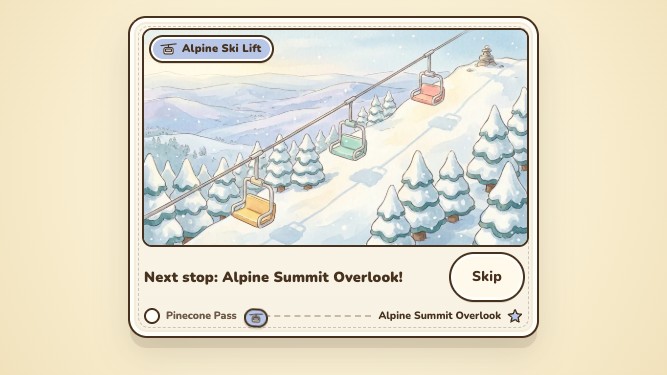 Alpine Ski Lift
Next stop: Alpine Summit Overlook!
Skip
Pinecone Pass
Alpine Summit Overlook